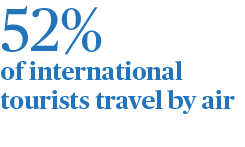 52%
of international
tourists travel by air